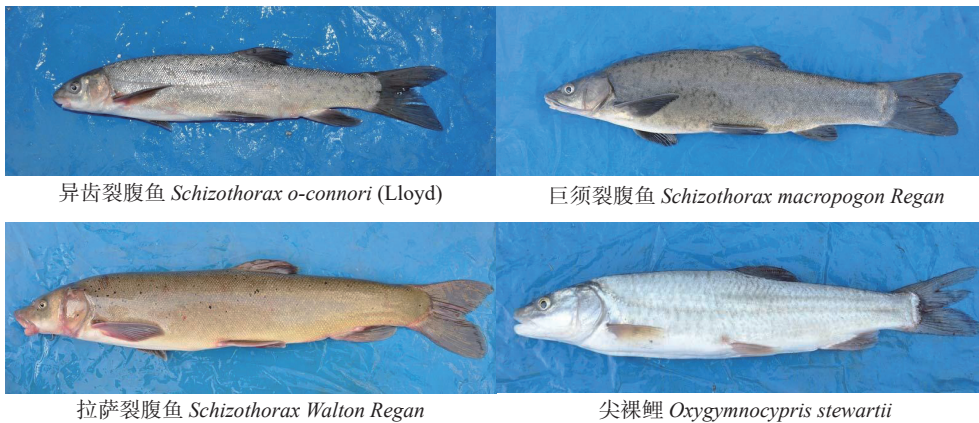 异齿裂腹鱼 Schizothorax o-connori (Lloyd)
巨须裂腹鱼 Schizothorax macropogon Regan
拉萨裂腹鱼 Schizothorax Walton Regan
尖裸鲤 Oxygymnocypris stewartii